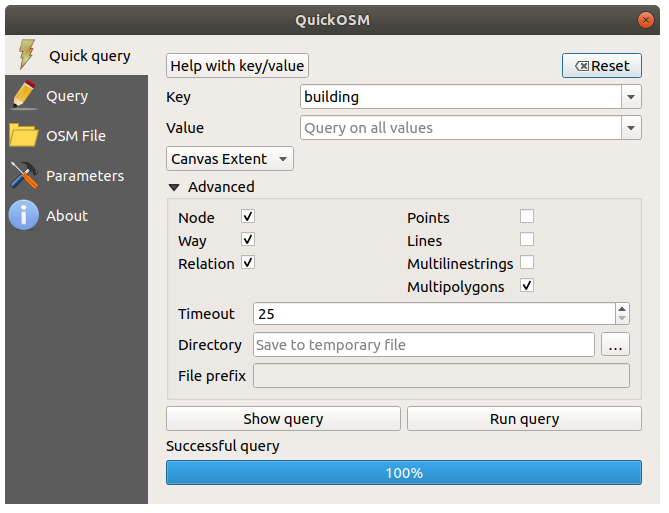 QuickOSM
Quick query
Query
OSM File
Parameters
About
Help with key/value
Reset
Key
building
Value
Query on all values
Canvas Extent
Advanced
Node
Points
Way
Lines
Relation
Multilinestrings
Multipolygons
Timeout
25
Directory
Save to temporary file
...
File prefix
Show query
Run query
Successful query
100%